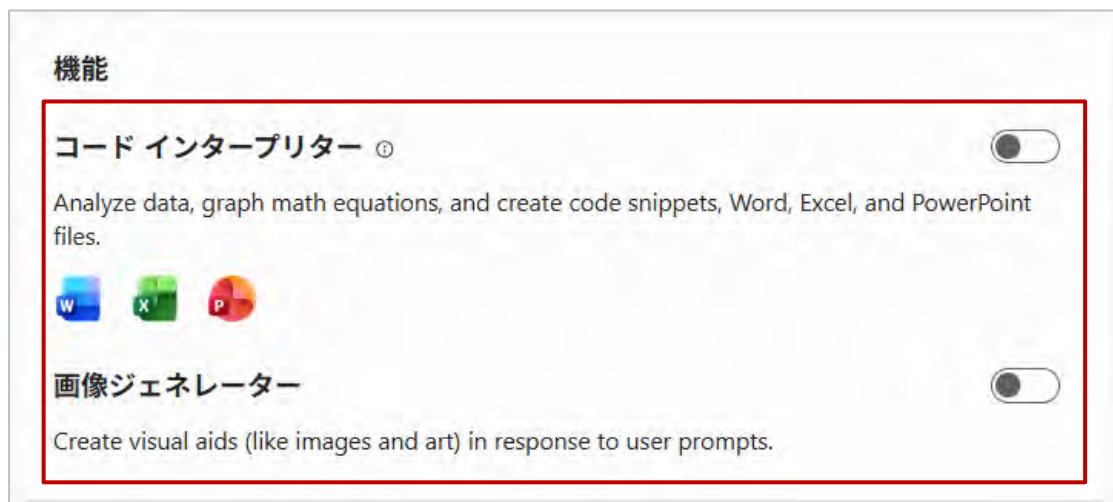 機能
コード インタープリター
Analyze data, graph math equations, and create code snippets, Word, Excel, and PowerPoint
files.
W X P
画像ジェネレーター
Create visual aids (like images and art) in response to user prompts.